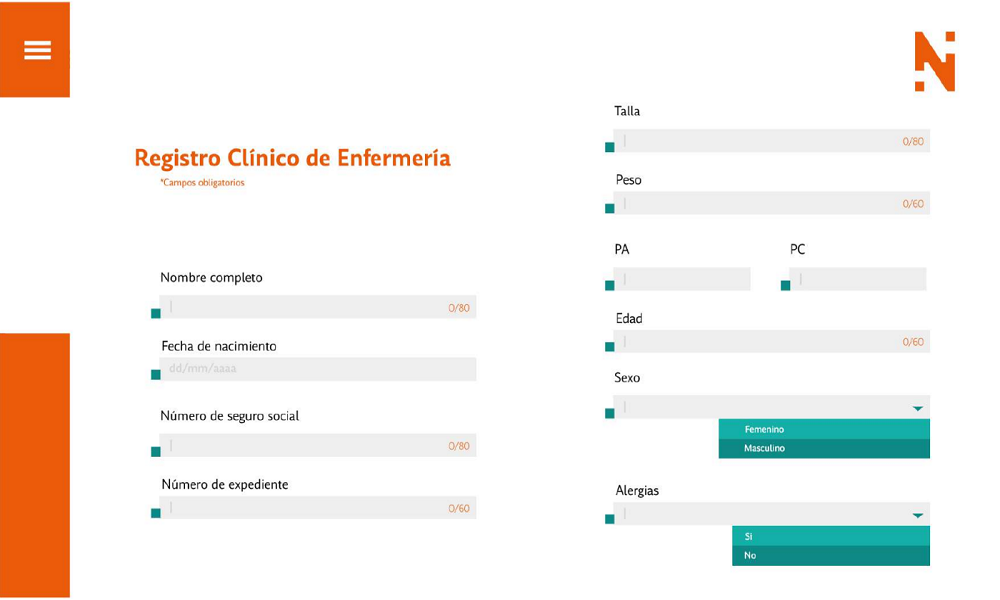 Registro Clínico de Enfermería
*Campos obligatorios
Nombre completo
0/80
Fecha de nacimiento
dd/mm/aaaa
Número de seguro social
0/80
Número de expediente
0/60
N
Talla
0/80
Peso
0/60
PA
PC
Edad
0/60
Sexo
Femenino
Masculino
Alergias
Si
No